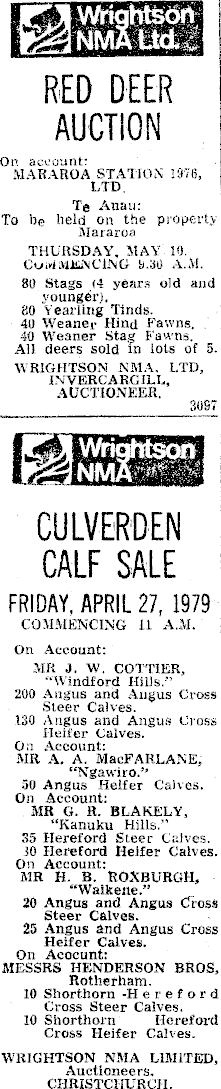 Wrightson
NMA Ltd.
RED DEER
AUCTION
On account:
MARAROA STATION 1976,
LTD.
Te Anau:
To be held on the property
Mararoa
THURSDAY, MAY 10.
COMMENCING 9.30 A.M.
80 Stags (4 years old and
younger).
80 Yearling Tinds.
40 Weaner Hind Fawns.
40 Weaner Stag Fawns.
All deers sold in lots of 5.
WRIGHTSON NMA. LTD,
INVERCARGILL,
AUCTIONEER.
3097
Wrightson
NMA
CULVERDEN
CALF SALE
FRIDAY, APRIL 27, 1979
COMMENCING 11 A.M.
On Account:
MR J. W. COTTIER,
"Windford Hills."
200 Angus and Angus Cross
Steer Calves.
130 Angus and Angus Cross
Heifer Calves.
On Account:
MR A. A. MacFARLANE,
"Ngawiro."
50 Angus Heifer Calves.
On Account:
MR G. R. BLAKELY,
"Kanuku Hills."
35 Hereford Steer Calves.
30 Hereford Heifer Calves.
On Account:
MR H. B. ROXBURGH,
"Waikene."
20 Angus and Angus Cross
Steer Calves.
25 Angus and Angus Cross
Heifer Calves.
On Acocunt:
MESSRS HENDERSON BROS,
Rotherham.
10 Shorthorn -Hereford
Cross Steer Calves.
10 Shorthorn Hereford
Cross Heifer Calves.
WRIGHTSON NMA LIMITED,
Auctioneers.
CHRISTCHURCH.